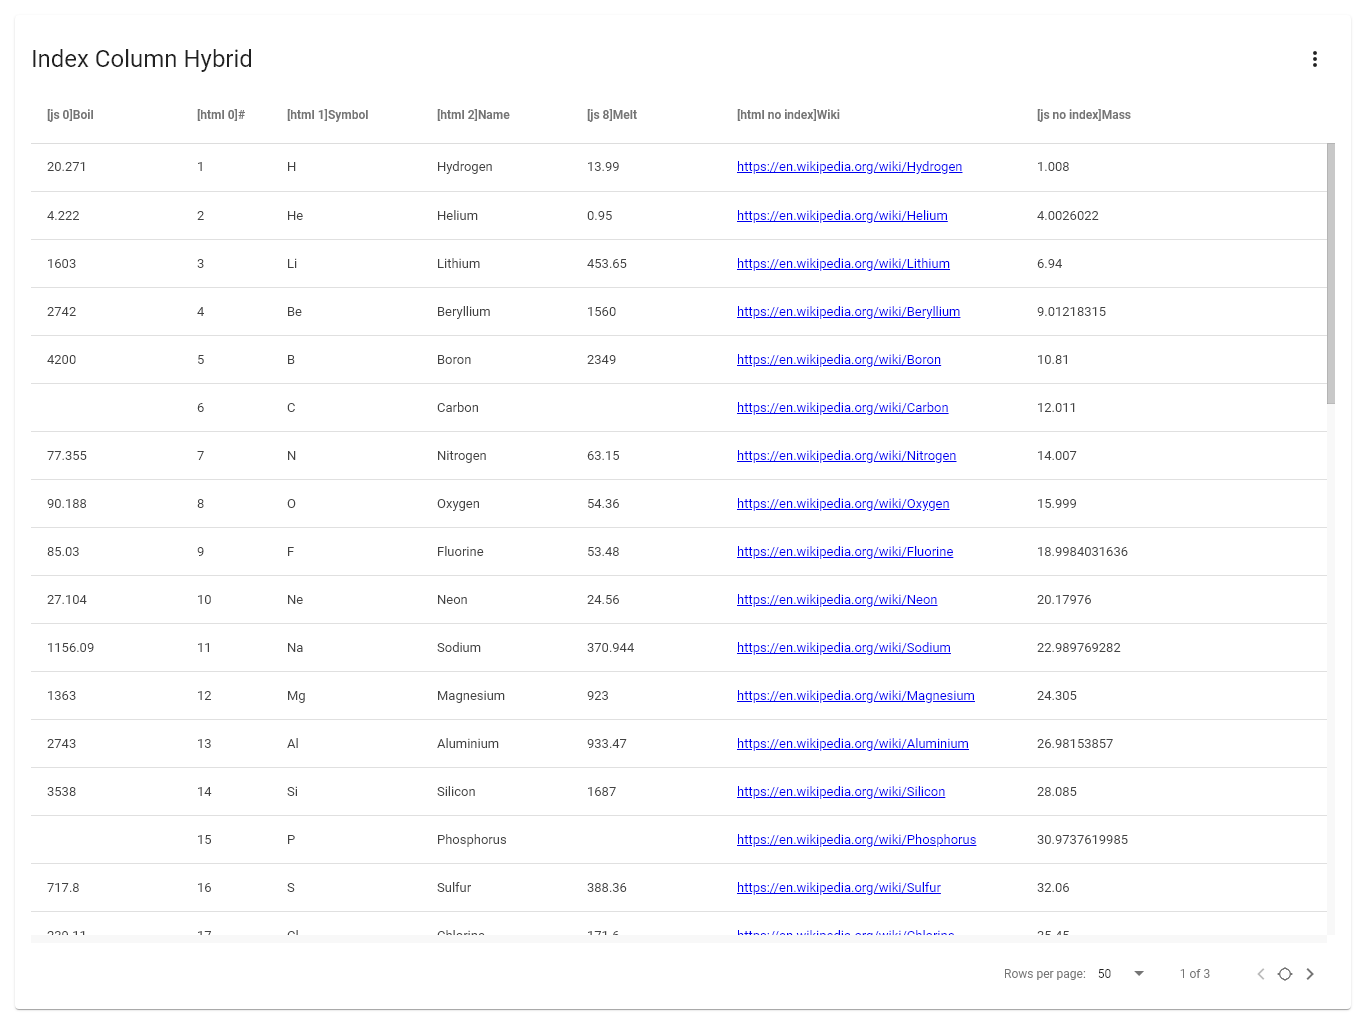 Index Column Hybrid
[js 0]Boil [html 0]# [html 1]Symbol [html 2]Name [js 8]Melt [html no index]Wiki [js no index]Mass
20.271 1 H Hydrogen 13.99 https://en.wikipedia.org/wiki/Hydrogen 1.008
4.222 2 He Helium 0.95 https://en.wikipedia.org/wiki/Helium 4.0026022
1603 3 Li Lithium 453.65 https://en.wikipedia.org/wiki/Lithium 6.94
2742 4 Be Beryllium 1560 https://en.wikipedia.org/wiki/Beryllium 9.01218315
4200 5 B Boron 2349 https://en.wikipedia.org/wiki/Boron 10.81
6 C Carbon https://en.wikipedia.org/wiki/Carbon 12.011
77.355 7 N Nitrogen 63.15 https://en.wikipedia.org/wiki/Nitrogen 14.007
90.188 8 O Oxygen 54.36 https://en.wikipedia.org/wiki/Oxygen 15.999
85.03 9 F Fluorine 53.48 https://en.wikipedia.org/wiki/Fluorine 18.9984031636
27.104 10 Ne Neon 24.56 https://en.wikipedia.org/wiki/Neon 20.17976
1156.09 11 Na Sodium 370.944 https://en.wikipedia.org/wiki/Sodium 22.989769282
1363 12 Mg Magnesium 923 https://en.wikipedia.org/wiki/Magnesium 24.305
2743 13 Al Aluminium 933.47 https://en.wikipedia.org/wiki/Aluminium 26.98153857
3538 14 Si Silicon 1687 https://en.wikipedia.org/wiki/Silicon 28.085
15 P Phosphorus https://en.wikipedia.org/wiki/Phosphorus 30.9737619985
717.8 16 S Sulfur 388.36 https://en.wikipedia.org/wiki/Sulfur 32.06
17 Cl Chlorine 171.6 https://en.wikipedia.org/wiki/Chlorine 35.45
Rows per page: 50 1 of 3